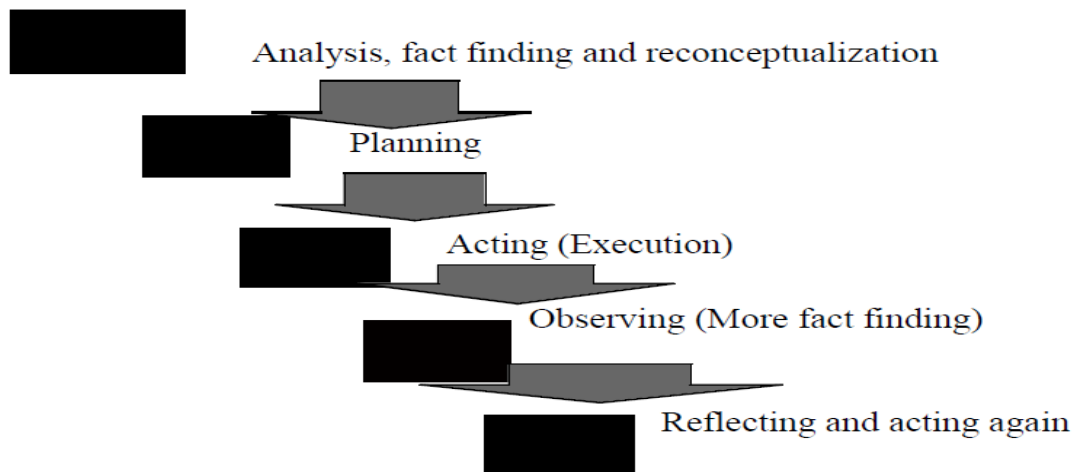 Analysis, fact finding and reconceptualization
Planning
Acting (Execution)
Observing (More fact finding)
Reflecting and acting again